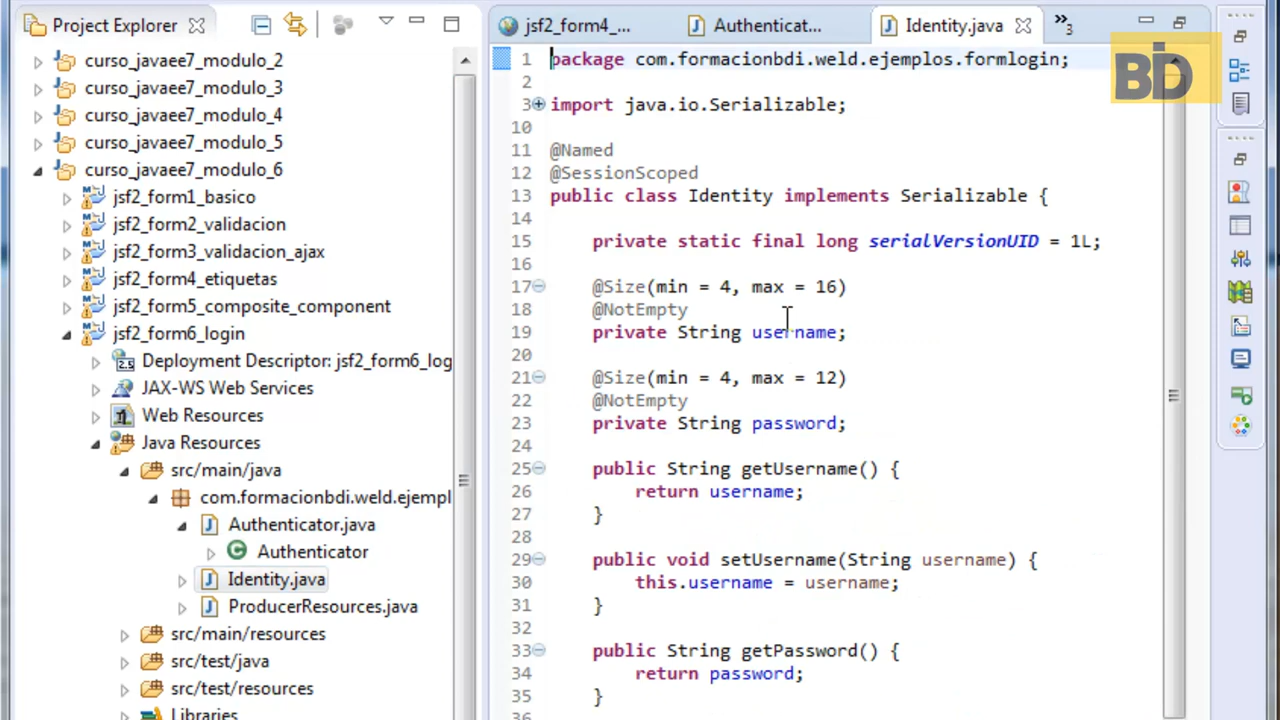 Project Explorer
curso_javaee7_modulo_2
curso_javaee7_modulo_3
curso_javaee7_modulo_4
curso_javaee7_modulo_5
curso_javaee7_modulo_6
jsf2_form1_basico
jsf2_form2_validacion
jsf2_form3_validacion_ajax
jsf2_form4_etiquetas
jsf2_form5_composite_component
jsf2_form6_login
Deployment Descriptor: jsf2_form6_log
JAX-WS Web Services
Web Resources
Java Resources
src/main/java
com.formacionbdi.weld.ejempl
Authenticator.java
Authenticator
Identity.java
ProducerResources.java
src/main/resources
src/test/java
src/test/resources
Libraries
jsf2_form4_... Authenticat... Identity.java »3
BD
1 package com.formacionbdi.weld.ejemplos.formlogin;
2
3 import java.io.Serializable;
10
11 @Named
12 @SessionScoped
13 public class Identity implements Serializable {
14
15 private static final long serialVersionUID = 1L;
16
17 @Size(min = 4, max = 16)
18 @NotEmpty
19 private String username;
20
21 @Size(min = 4, max = 12)
22 @NotEmpty
23 private String password;
24
25 public String getUsername() {
26 return username;
27 }
28
29 public void setUsername(String username) {
30 this.username = username;
31 }
32
33 public String getPassword() {
34 return password;
35 }
36